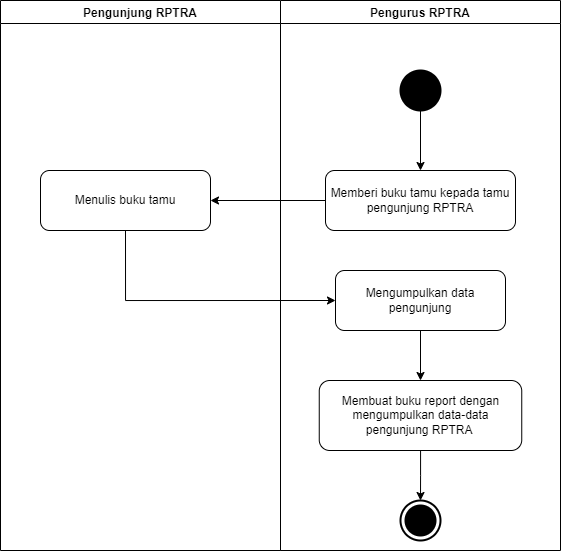 Pengunjung RPTRA
Pengurus RPTRA
Memberi buku tamu kepada tamu
pengunjung RPTRA
Menulis buku tamu
Mengumpulkan data
pengunjung
Membuat buku report dengan
mengumpulkan data-data
pengunjung RPTRA